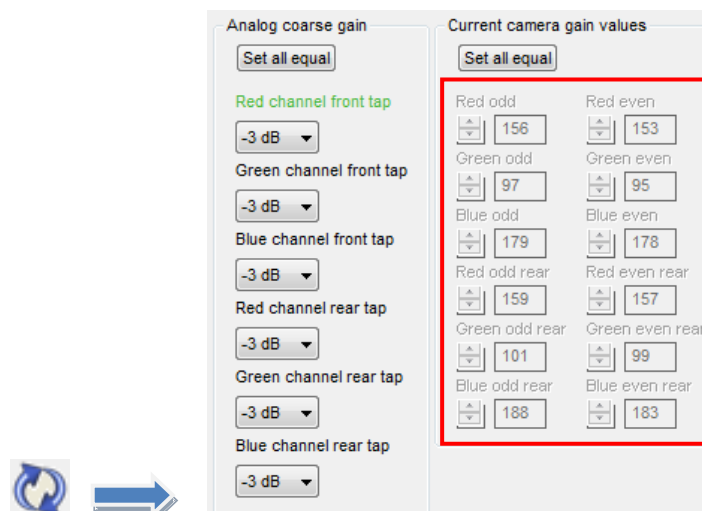 Analog coarse gain
Set all equal
Red channel front tap
-3 dB
Green channel front tap
-3 dB
Blue channel front tap
-3 dB
Red channel rear tap
-3 dB
Green channel rear tap
-3 dB
Blue channel rear tap
-3 dB
Current camera gain values
Set all equal
Red odd Red even
156 153
Green odd Green even
97 95
Blue odd Blue even
179 178
Red odd rear Red even rear
159 157
Green odd rear Green even rear
101 99
Blue odd rear Blue even rear
188 183